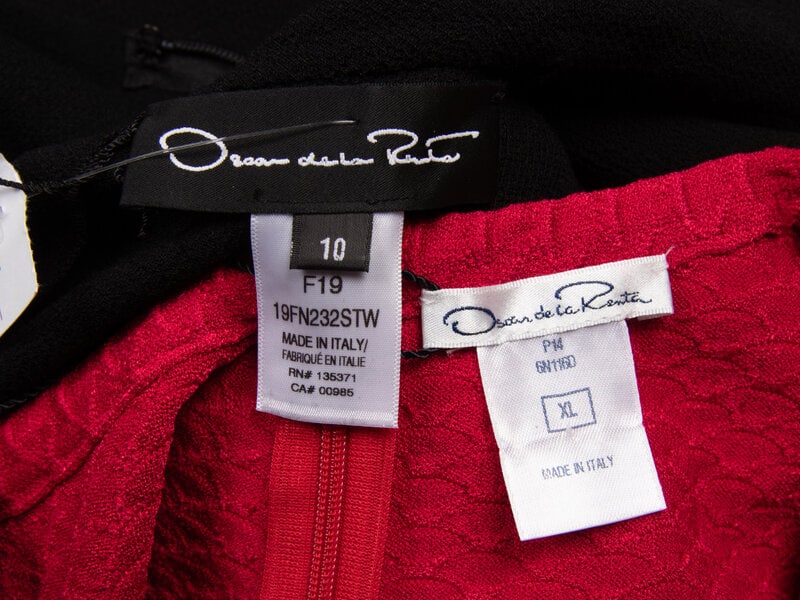 Oscar de la Renta
10
F19
19FN232STW
MADE IN ITALY/
FABRIQUÉ EN ITALIE
RN# 135371
CA# 00985
Oscar de la Renta
P14
6N116D
XL
MADE IN ITALY